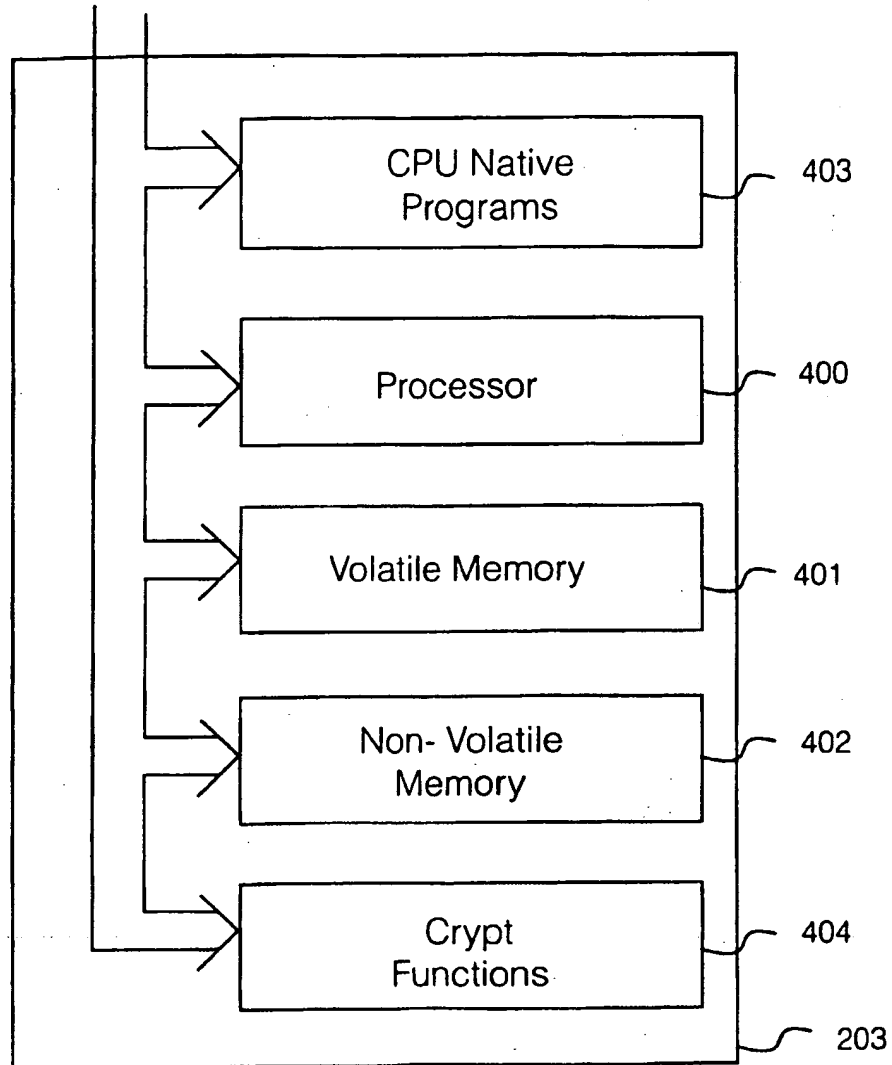 CPU Native
Programs
403
Processor
400
Volatile Memory
401
Non- Volatile
Memory
402
Crypt
Functions
404
203